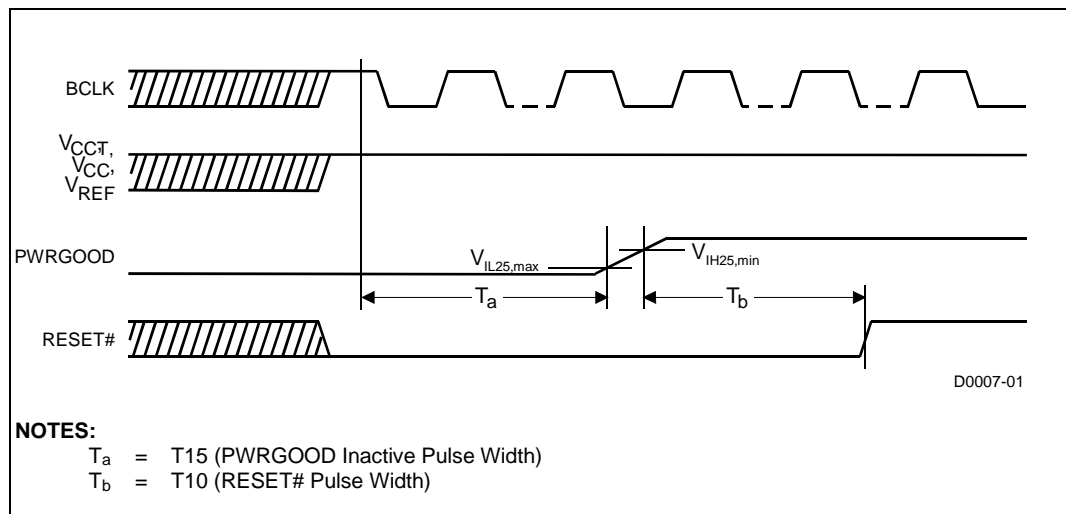 BCLK
VCCT,
VCC,
VREF
PWRGOOD
VIL25,max
VIH25,min
Ta
Tb
RESET#
D0007-01
NOTES:
Ta = T15 (PWRGOOD Inactive Pulse Width)
Tb = T10 (RESET# Pulse Width)